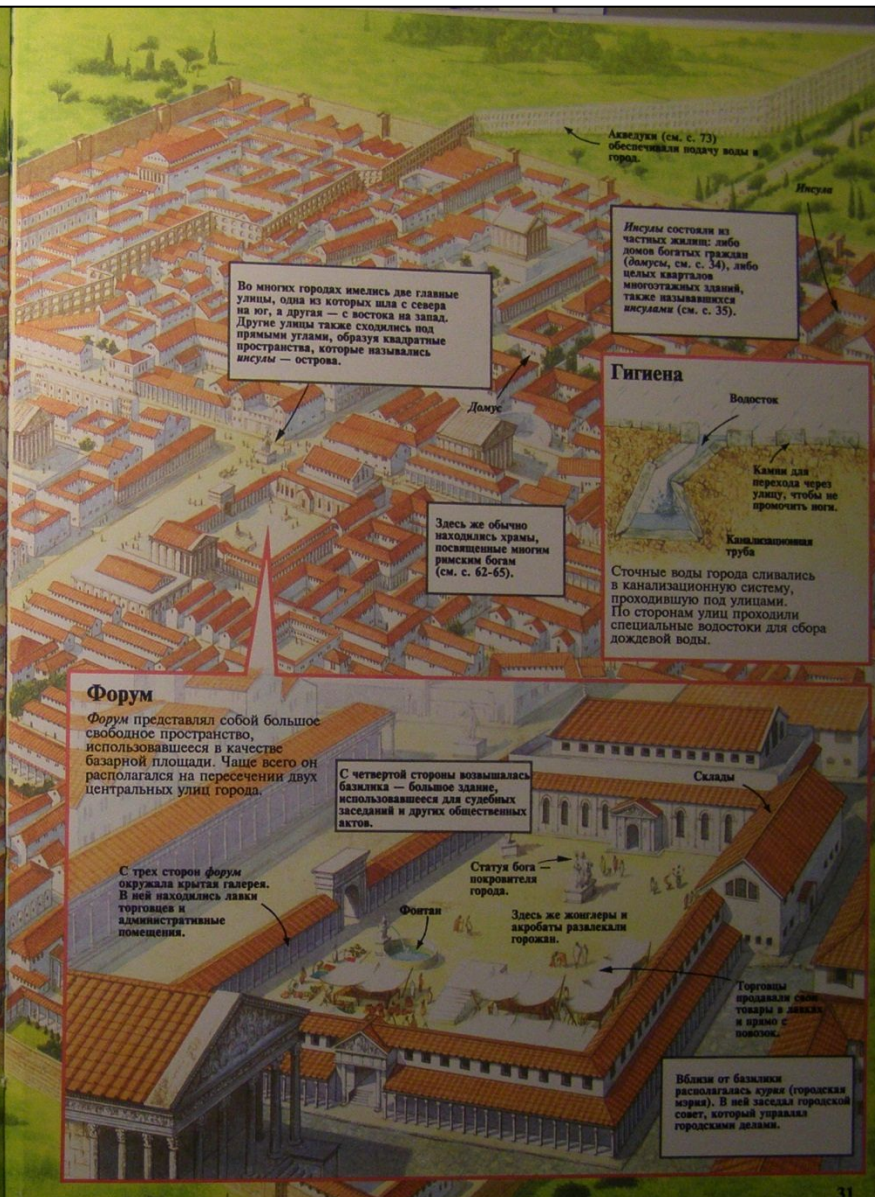 Акведуки (см. с. 73)
обеспечивали подачу воды в
город.
Инсула
Инсулы состояли из
частных жилищ: либо
домов богатых граждан
(домусы, см. с. 34), либо
целых кварталов
многоэтажных зданий,
также называвшихся
инсулами (см. с. 35).
Во многих городах имелись две главные
улицы, одна из которых шла с севера
на юг, а другая — с востока на запад.
Другие улицы также сходились под
прямыми углами, образуя квадратные
пространства, которые назывались
инсулы — острова.
Домус
Гигиена
Водосток
Камни для
перехода через
улицу, чтобы не
промочить ноги.
Канализационная
труба
Сточные воды города сливались
в канализационную систему,
проходившую под улицами.
По сторонам улиц проходили
специальные водостоки для сбора
дождевой воды.
Здесь же обычно
находились храмы,
посвященные многим
римским богам
(см. с. 62-65).
Форум
Форум представлял собой большое
свободное пространство,
использовавшееся в качестве
базарной площади. Чаще всего он
располагался на пересечении двух
центральных улиц города.
С четвертой стороны возвышалась
базилика — большое здание,
использовавшееся для судебных
заседаний и других общественных
актов.
Склады
С трех сторон форум
окружала крытая галерея.
В ней находились лавки
торговцев и
административные
помещения.
Фонтан
Статуя бога —
покровителя
города.
Здесь же жонглеры и
акробаты развлекали
горожан.
Торговцы
продавали свои
товары в лавках
и прямо с
повозок.
Вблизи от базилики
располагалась курия (городская
мэрия). В ней заседал городской
совет, который управлял
городскими делами.
31